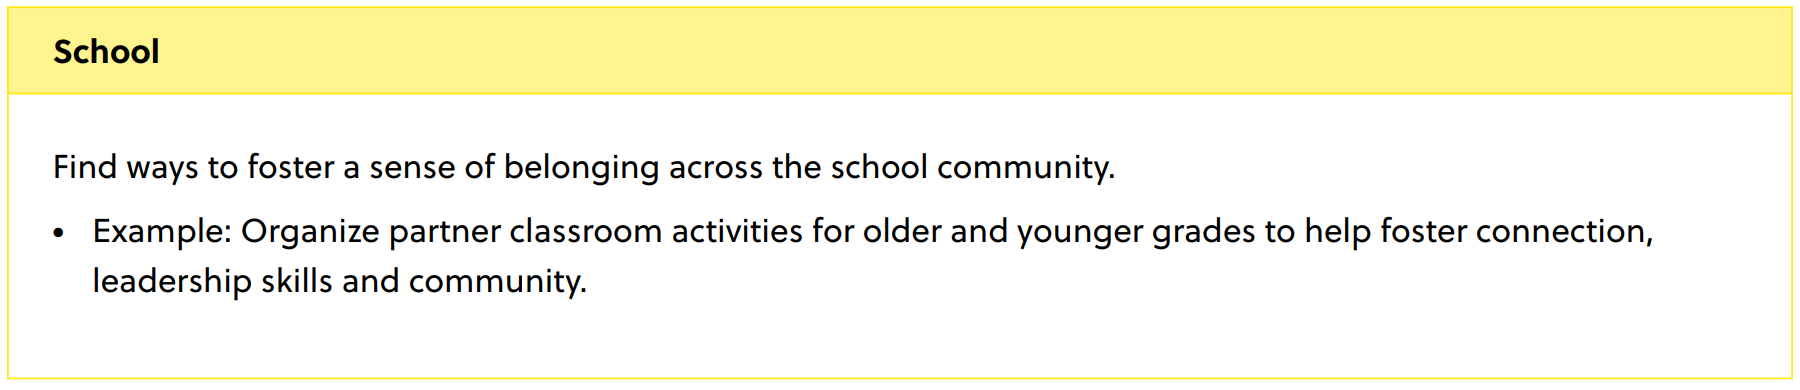 School
Find ways to foster a sense of belonging across the school community.
• Example: Organize partner classroom activities for older and younger grades to help foster connection,
leadership skills and community.